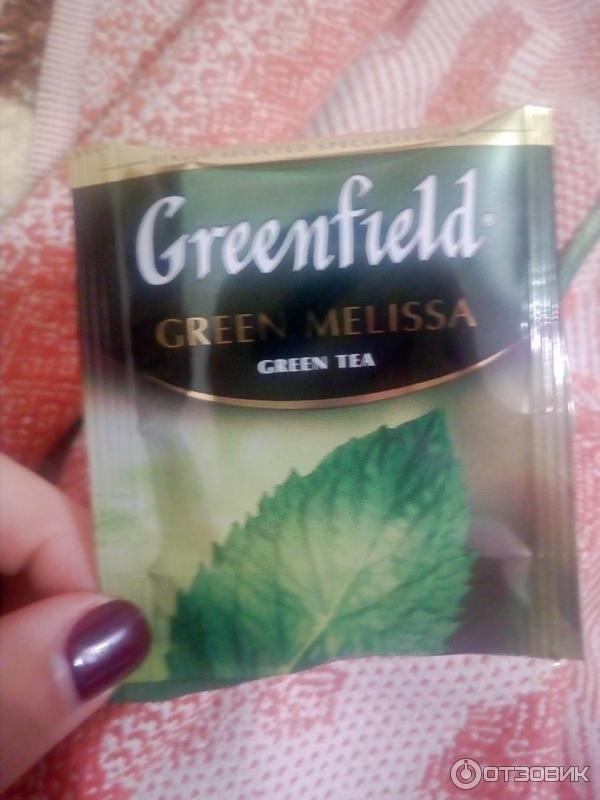 Greenfield®
GREEN MELISSA
GREEN TEA
ОТЗОВИК